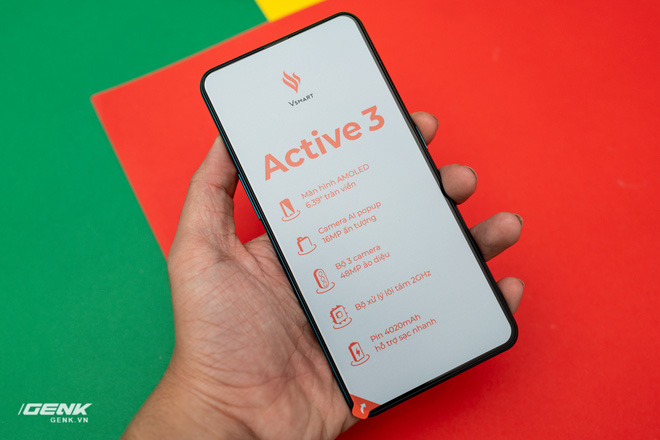 VSMART
Active 3
Màn hình AMOLED
6.39" tràn viền
Camera AI popup
16MP ấn tượng
Bộ 3 camera
48MP ảo diệu
Bộ xử lý lõi tám 2GHz
Pin 4020mAh
hỗ trợ sạc nhanh
GENK
GENK.VN